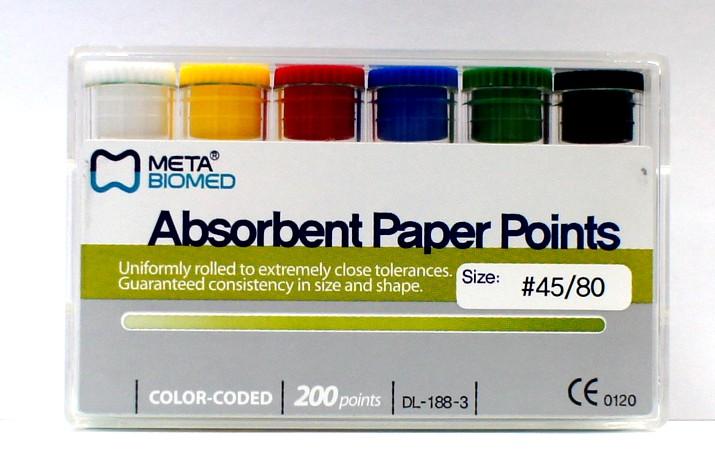 META®
BIOMED
Absorbent Paper Points
Uniformly rolled to extremely close tolerances.
Guaranteed consistency in size and shape.
Size: #45/80
COLOR-CODED 200 points DL-188-3 CE 0120